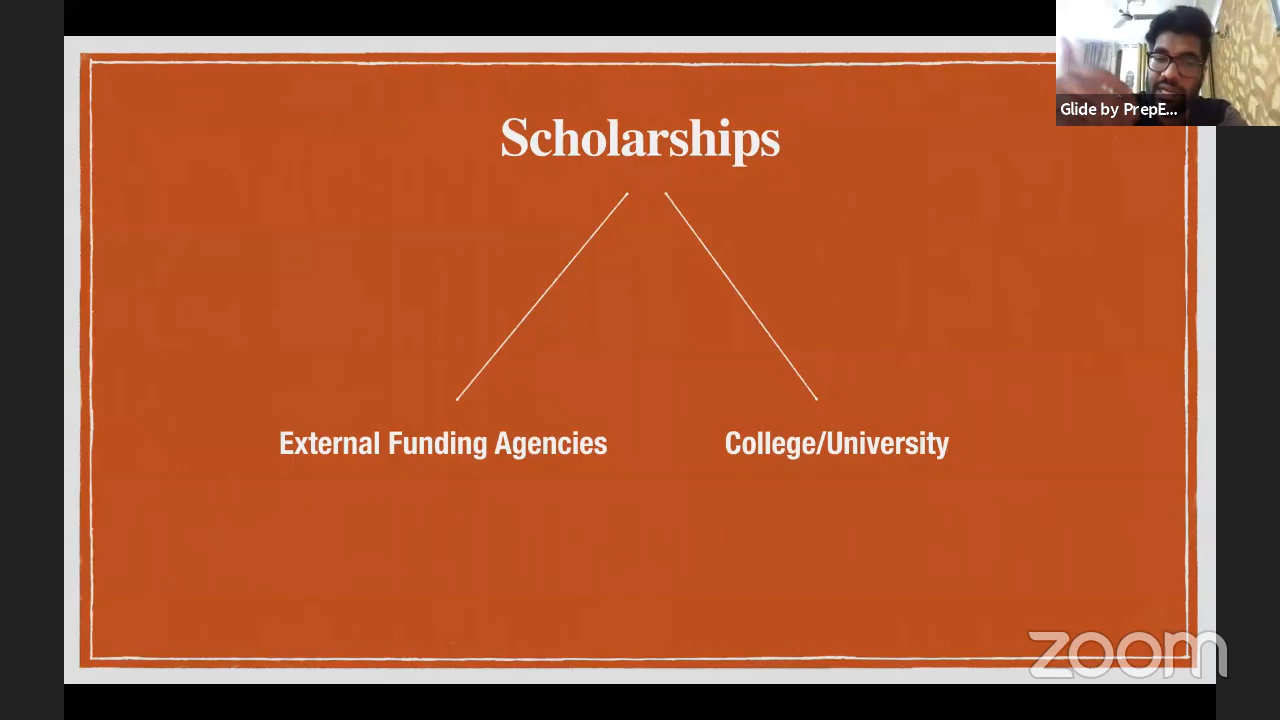 Glide by PrepE...
Scholarships
External Funding Agencies
College/University
zoom